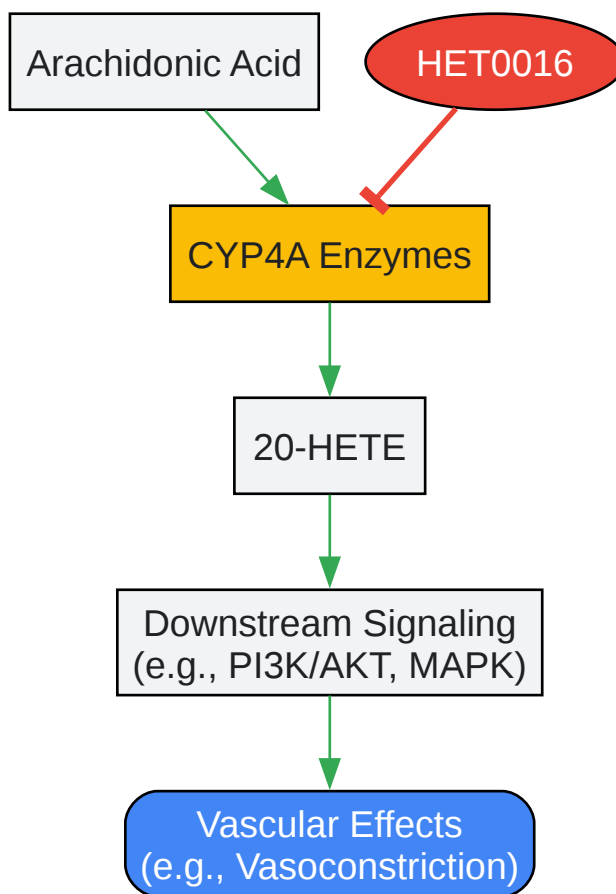 Arachidonic Acid
HET0016
CYP4A Enzymes
20-HETE
Downstream Signaling
(e.g., PI3K/AKT, MAPK)
Vascular Effects
(e.g., Vasoconstriction)